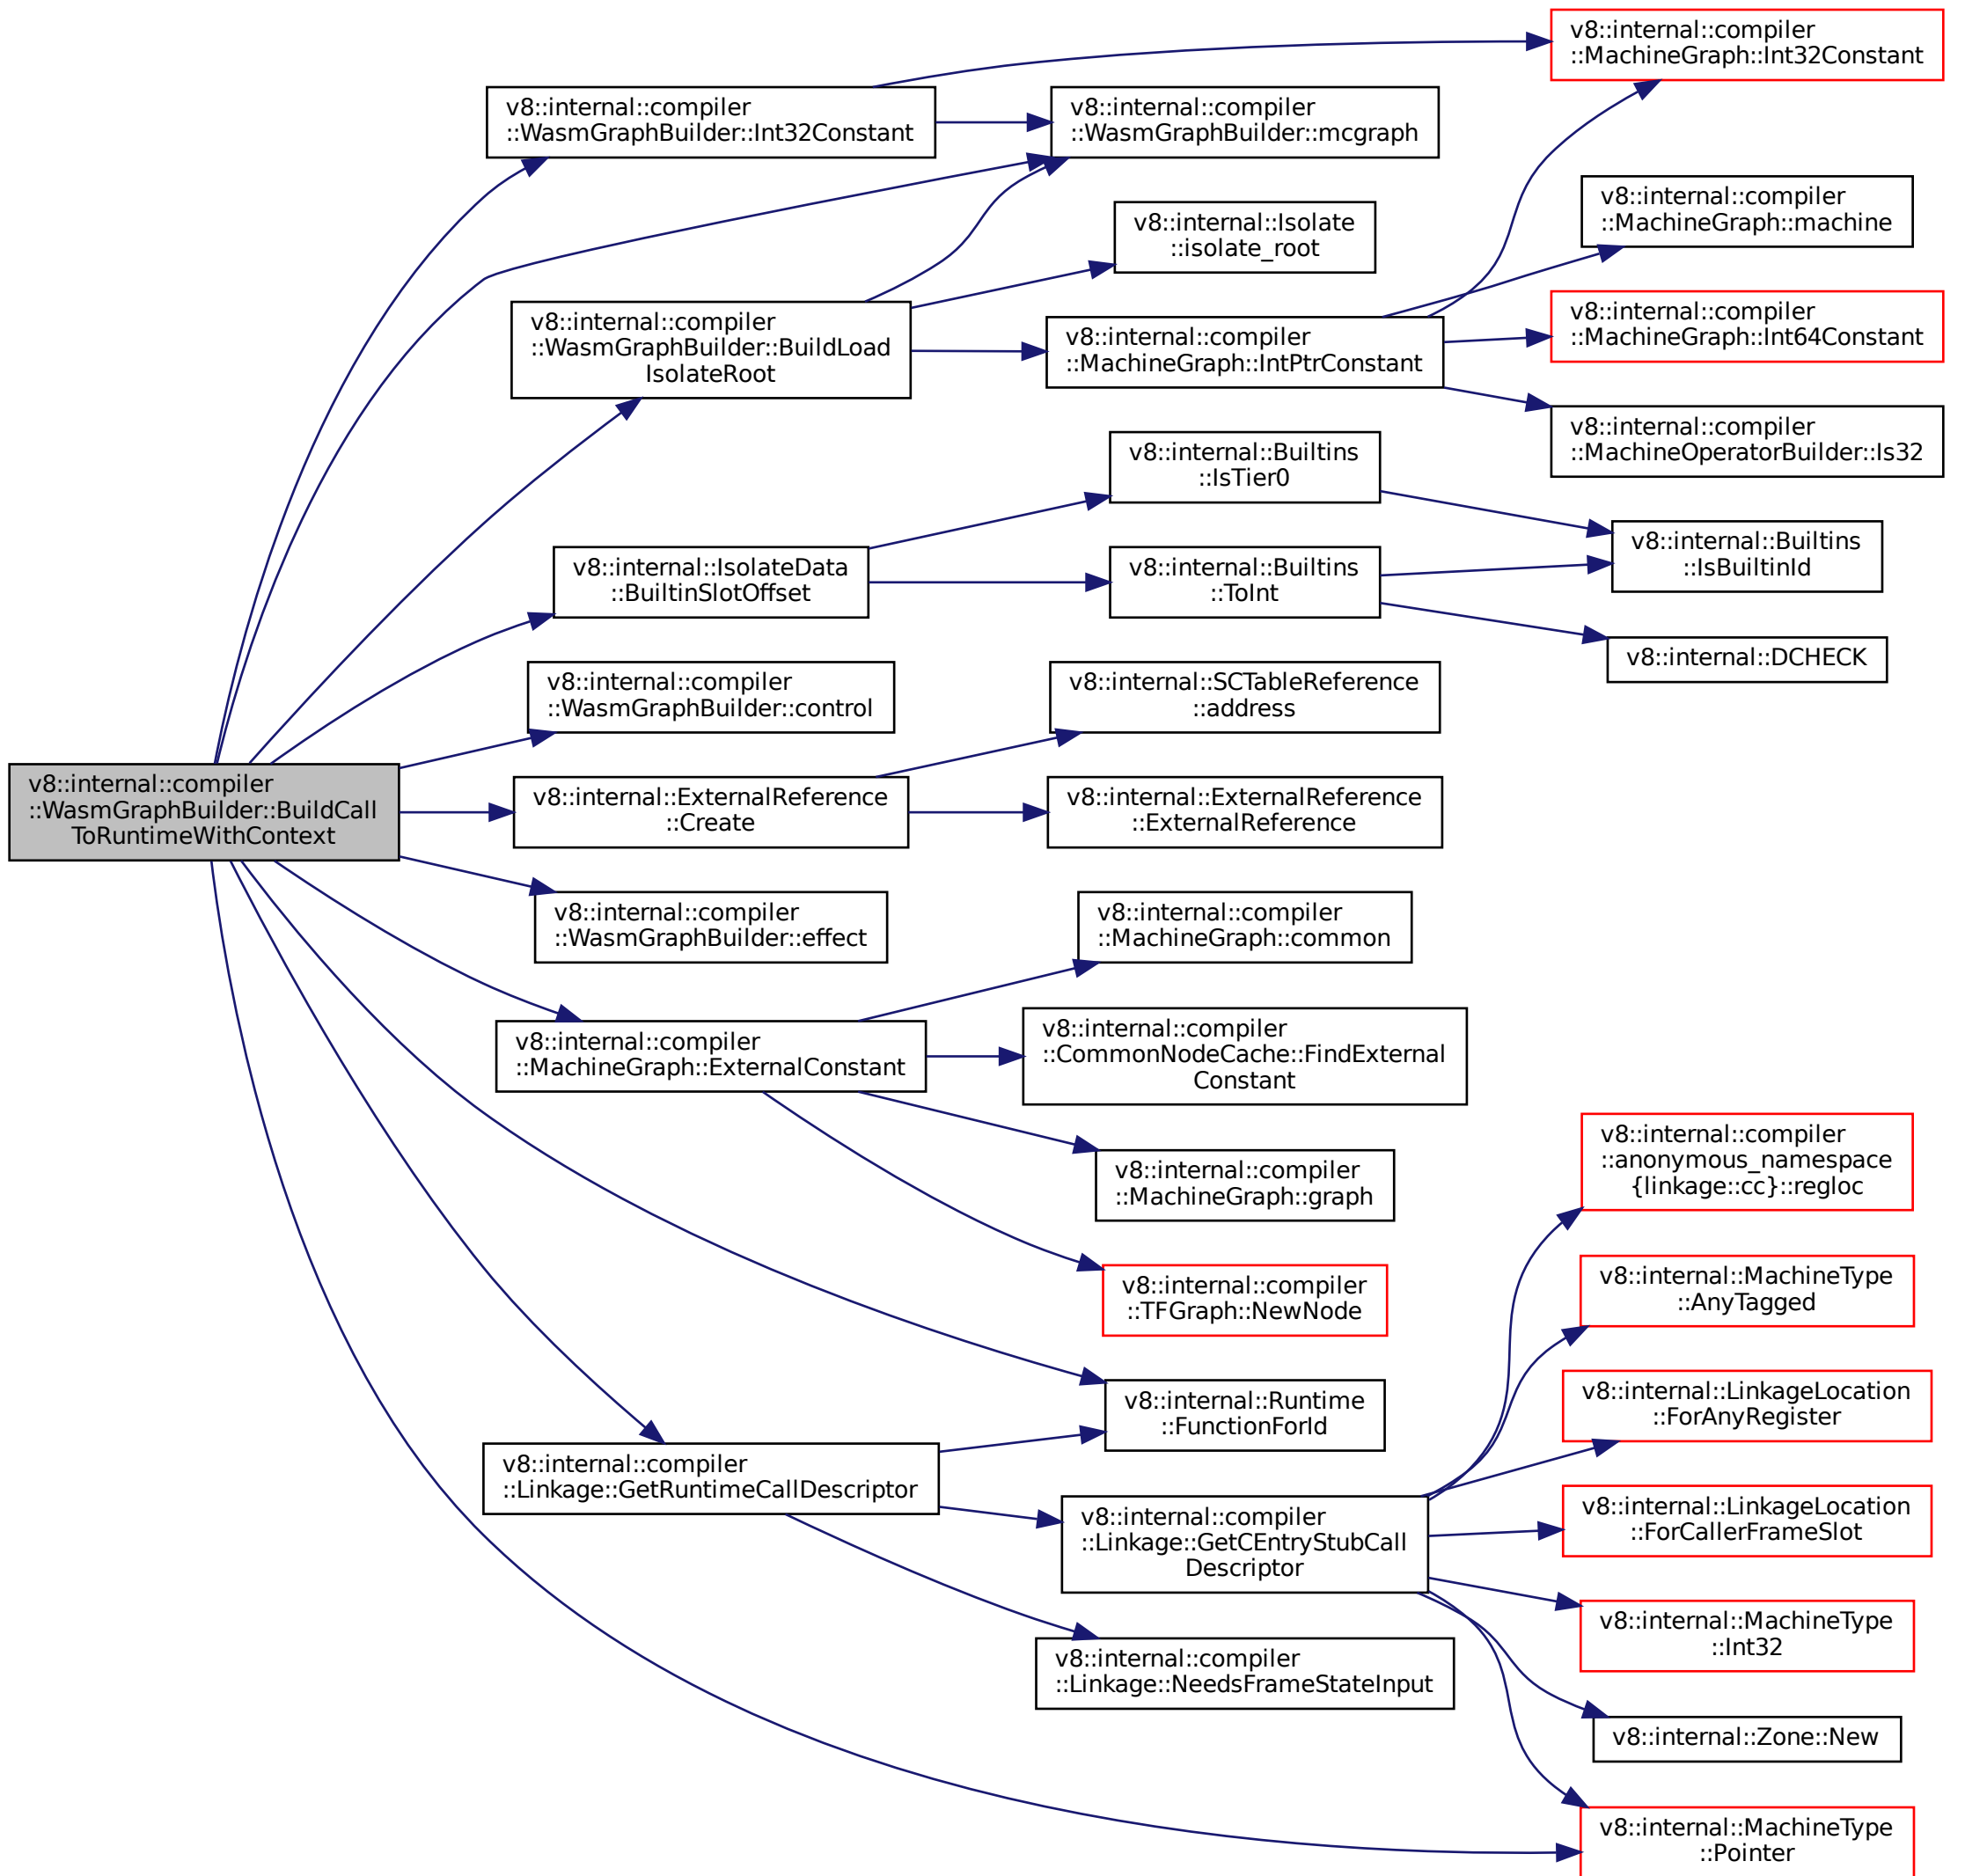 v8::internal::compiler
::MachineGraph::Int32Constant
v8::internal::compiler
::WasmGraphBuilder::Int32Constant
v8::internal::compiler
::WasmGraphBuilder::mcgraph
v8::internal::compiler
::MachineGraph::machine
v8::internal::Isolate
::isolate_root
v8::internal::compiler
::WasmGraphBuilder::BuildLoad
IsolateRoot
v8::internal::compiler
::MachineGraph::IntPtrConstant
v8::internal::compiler
::MachineGraph::Int64Constant
v8::internal::compiler
::MachineOperatorBuilder::Is32
v8::internal::Builtins
::IsTier0
v8::internal::IsolateData
::BuiltinSlotOffset
v8::internal::Builtins
::ToInt
v8::internal::Builtins
::IsBuiltinId
v8::internal::DCHECK
v8::internal::compiler
::WasmGraphBuilder::control
v8::internal::SCTableReference
::address
v8::internal::compiler
::WasmGraphBuilder::BuildCall
ToRuntimeWithContext
v8::internal::ExternalReference
::Create
v8::internal::ExternalReference
::ExternalReference
v8::internal::compiler
::WasmGraphBuilder::effect
v8::internal::compiler
::MachineGraph::common
v8::internal::compiler
::MachineGraph::ExternalConstant
v8::internal::compiler
::CommonNodeCache::FindExternal
Constant
v8::internal::compiler
::MachineGraph::graph
v8::internal::compiler
::TFGraph::NewNode
v8::internal::compiler
::anonymous_namespace
{linkage::cc}::regloc
v8::internal::MachineType
::AnyTagged
v8::internal::Runtime
::FunctionForId
v8::internal::LinkageLocation
::ForAnyRegister
v8::internal::compiler
::Linkage::GetRuntimeCallDescriptor
v8::internal::compiler
::Linkage::GetCEntryStubCall
Descriptor
v8::internal::LinkageLocation
::ForCallerFrameSlot
v8::internal::MachineType
::Int32
v8::internal::compiler
::Linkage::NeedsFrameStateInput
v8::internal::Zone::New
v8::internal::MachineType
::Pointer